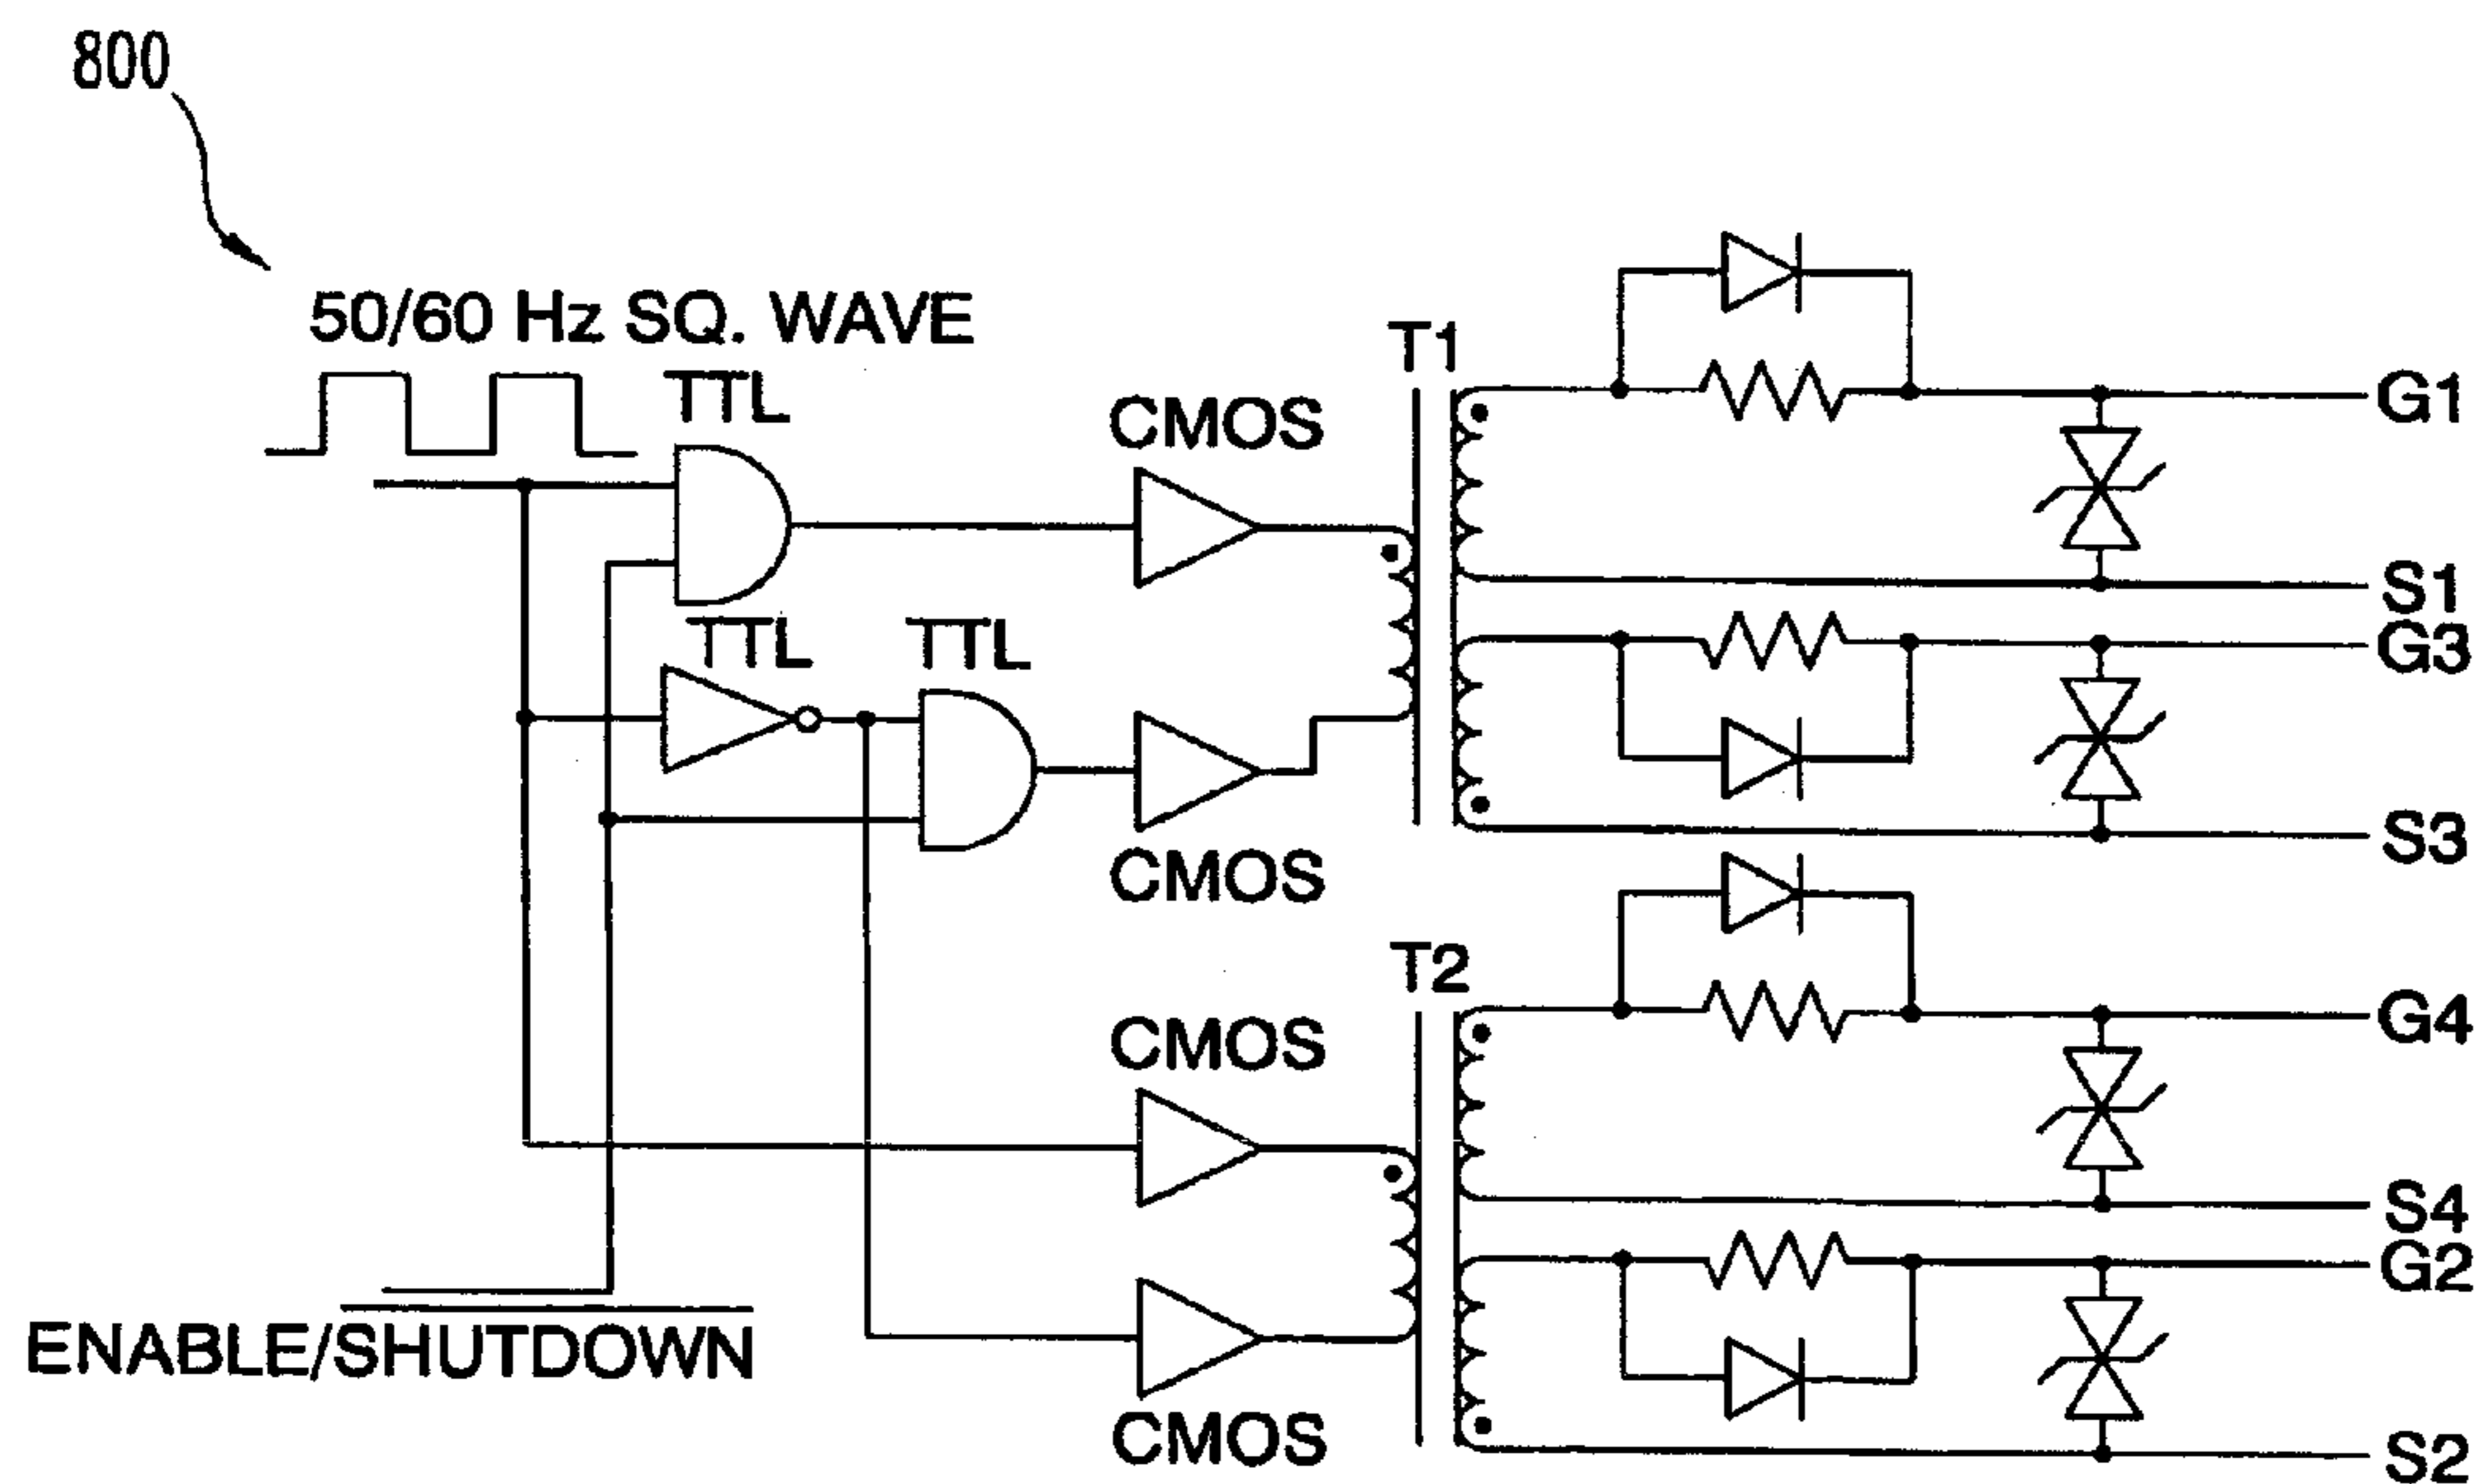 800
50/60 Hz SQ. WAVE
TTL
CMOS
T1
G1
S1
TTL
TTL
G3
CMOS
S3
T2
CMOS
G4
S4
G2
ENABLE/SHUTDOWN
CMOS
S2